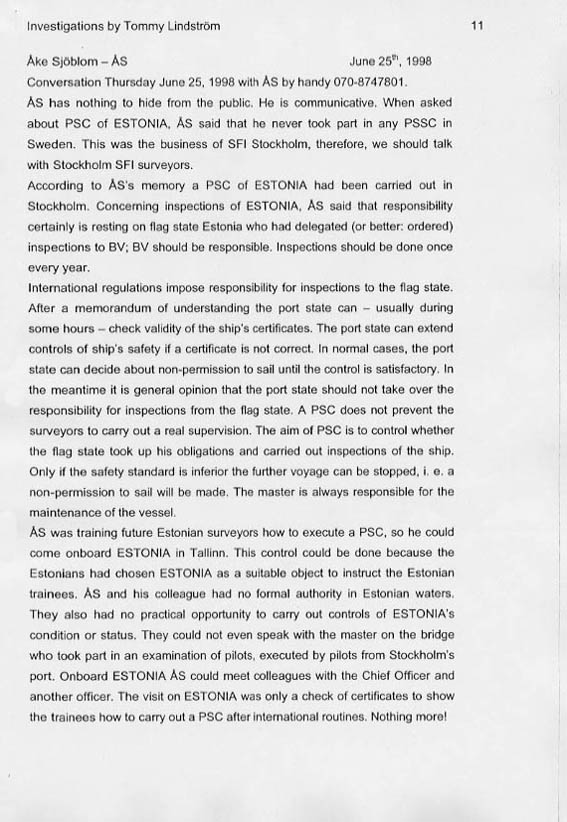 Investigations by Tommy Lindström 11
Åke Sjöblom – ÅS June 25th, 1998
Conversation Thursday June 25, 1998 with ÅS by handy 070-8747801.
ÅS has nothing to hide from the public. He is communicative. When asked
about PSC of ESTONIA, ÅS said that he never took part in any PSSC in
Sweden. This was the business of SFI Stockholm, therefore, we should talk
with Stockholm SFI surveyors.
According to ÅS's memory a PSC of ESTONIA had been carried out in
Stockholm. Concerning inspections of ESTONIA, ÅS said that responsibility
certainly is resting on flag state Estonia who had delegated (or better: ordered)
inspections to BV; BV should be responsible. Inspections should be done once
every year.
International regulations impose responsibility for inspections to the flag state.
After a memorandum of understanding the port state can – usually during
some hours – check validity of the ship's certificates. The port state can extend
controls of ship's safety if a certificate is not correct. In normal cases, the port
state can decide about non-permission to sail until the control is satisfactory. In
the meantime it is general opinion that the port state should not take over the
responsibility for inspections from the flag state. A PSC does not prevent the
surveyors to carry out a real supervision. The aim of PSC is to control whether
the flag state took up his obligations and carried out inspections of the ship.
Only if the safety standard is inferior the further voyage can be stopped, i. e. a
non-permission to sail will be made. The master is always responsible for the
maintenance of the vessel.
ÅS was training future Estonian surveyors how to execute a PSC, so he could
come onboard ESTONIA in Tallinn. This control could be done because the
Estonians had chosen ESTONIA as a suitable object to instruct the Estonian
trainees. ÅS and his colleague had no formal authority in Estonian waters.
They also had no practical opportunity to carry out controls of ESTONIA's
condition or status. They could not even speak with the master on the bridge
who took part in an examination of pilots, executed by pilots from Stockholm's
port. Onboard ESTONIA ÅS could meet colleagues with the Chief Officer and
another officer. The visit on ESTONIA was only a check of certificates to show
the trainees how to carry out a PSC after international routines. Nothing more!